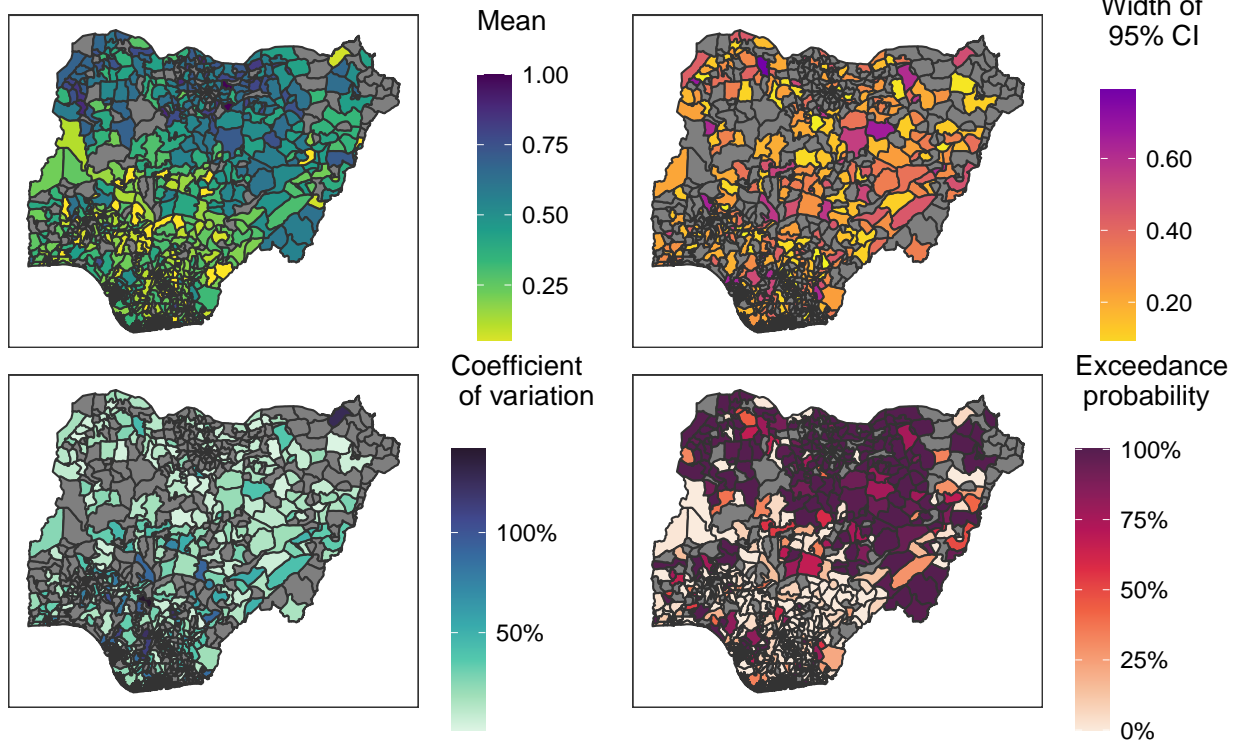 Mean
1.00
0.75
0.50
0.25
Width of
95% CI
0.60
0.40
0.20
Coefficient
of variation
100%
50%
Exceedance
probability
100%
75%
50%
25%
0%